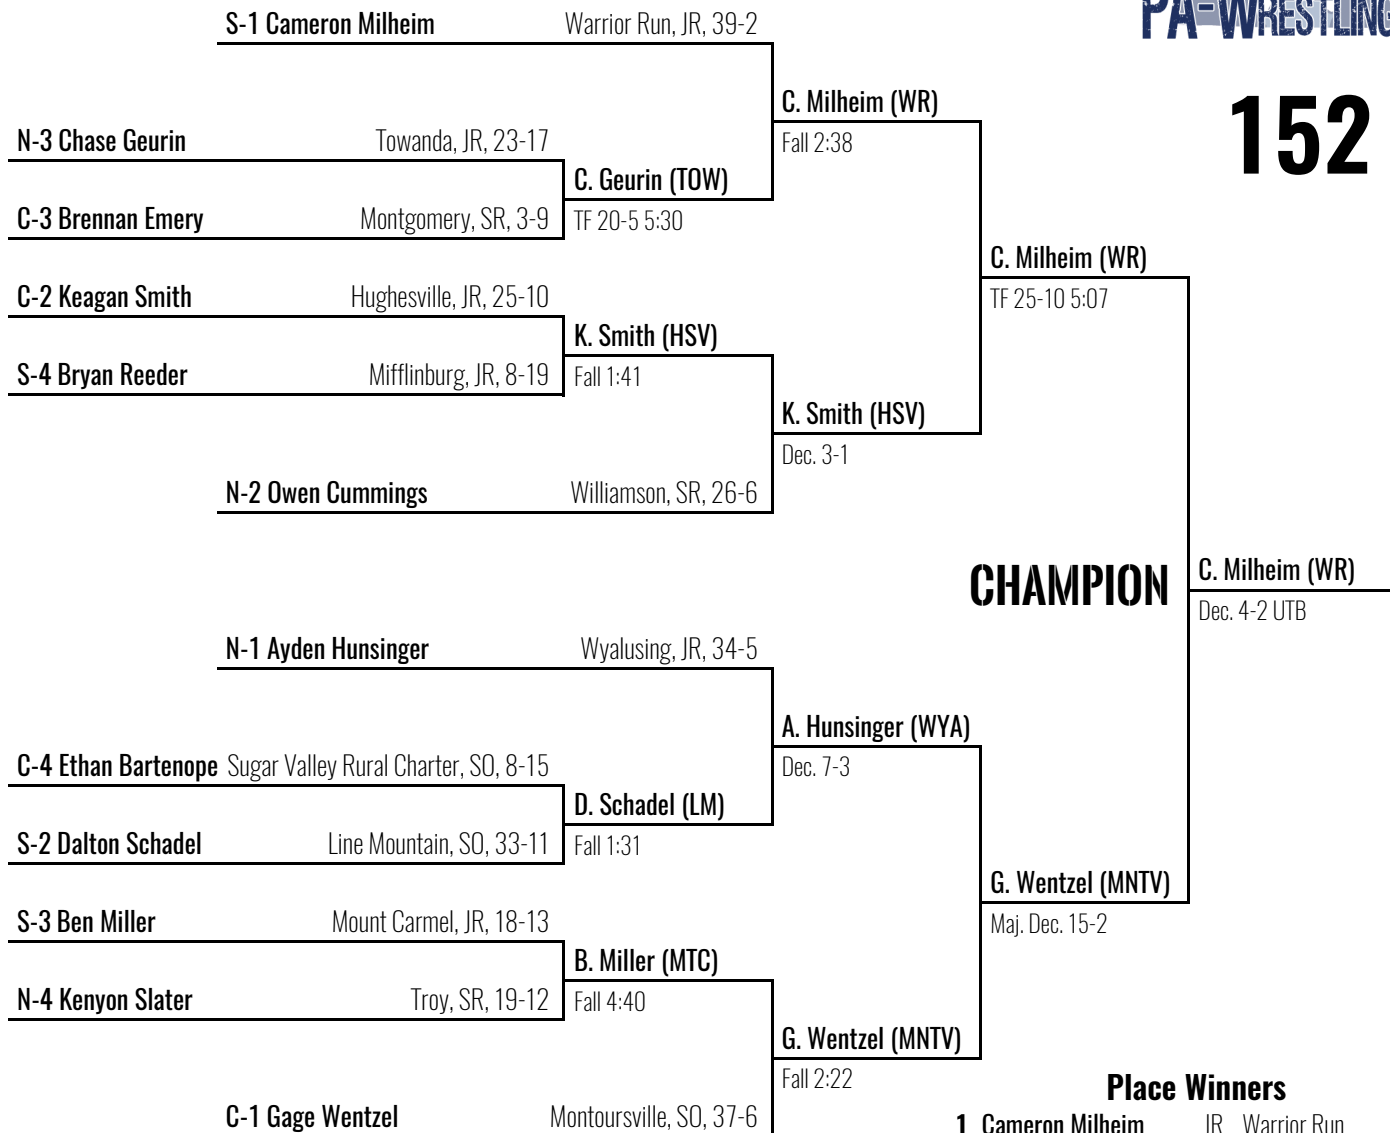 PA-WRESTLING
152
S-1 Cameron Milheim Warrior Run, JR, 39-2
C. Milheim (WR)
Fall 2:38
N-3 Chase Geurin Towanda, JR, 23-17
C. Geurin (TOW)
TF 20-5 5:30
C-3 Brennan Emery Montgomery, SR, 3-9
C. Milheim (WR)
TF 25-10 5:07
C-2 Keagan Smith Hughesville, JR, 25-10
K. Smith (HSV)
Fall 1:41
S-4 Bryan Reeder Mifflinburg, JR, 8-19
K. Smith (HSV)
Dec. 3-1
N-2 Owen Cummings Williamson, SR, 26-6
CHAMPION
C. Milheim (WR)
Dec. 4-2 UTB
N-1 Ayden Hunsinger Wyalusing, JR, 34-5
A. Hunsinger (WYA)
Dec. 7-3
C-4 Ethan Bartenope Sugar Valley Rural Charter, SO, 8-15
D. Schadel (LM)
Fall 1:31
S-2 Dalton Schadel Line Mountain, SO, 33-11
G. Wentzel (MNTV)
Maj. Dec. 15-2
S-3 Ben Miller Mount Carmel, JR, 18-13
B. Miller (MTC)
Fall 4:40
N-4 Kenyon Slater Troy, SR, 19-12
G. Wentzel (MNTV)
Fall 2:22
C-1 Gage Wentzel Montoursville, SO, 37-6
Place Winners
1 Cameron Milheim JR Warrior Run